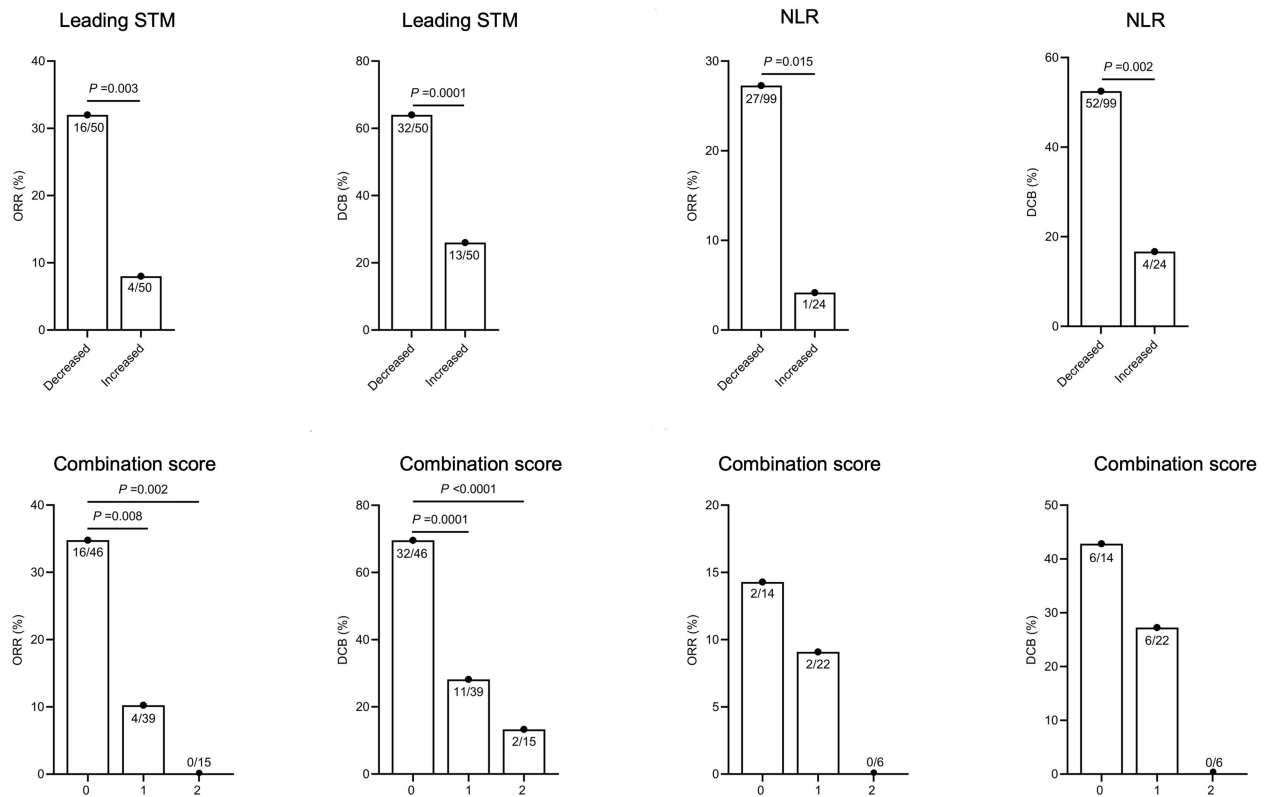 Leading STM
ORR (%)
40
30
20
10
0
P =0.003
16/50
4/50
Decreased
Increased
Leading STM
DCB (%)
80
60
40
20
0
P =0.0001
32/50
13/50
Decreased
Increased
NLR
ORR (%)
30
20
10
0
P =0.015
27/99
1/24
Decreased
Increased
NLR
DCB (%)
60
40
20
0
P =0.002
52/99
4/24
Decreased
Increased
Combination score
ORR (%)
40
30
20
10
0
P =0.002
P =0.008
16/46
4/39
0/15
0
1
2
Combination score
DCB (%)
80
60
40
20
0
P <0.0001
P =0.0001
32/46
11/39
2/15
0
1
2
Combination score
ORR (%)
20
15
10
5
0
2/14
2/22
0/6
0
1
2
Combination score
DCB (%)
50
40
30
20
10
0
6/14
6/22
0/6
0
1
2